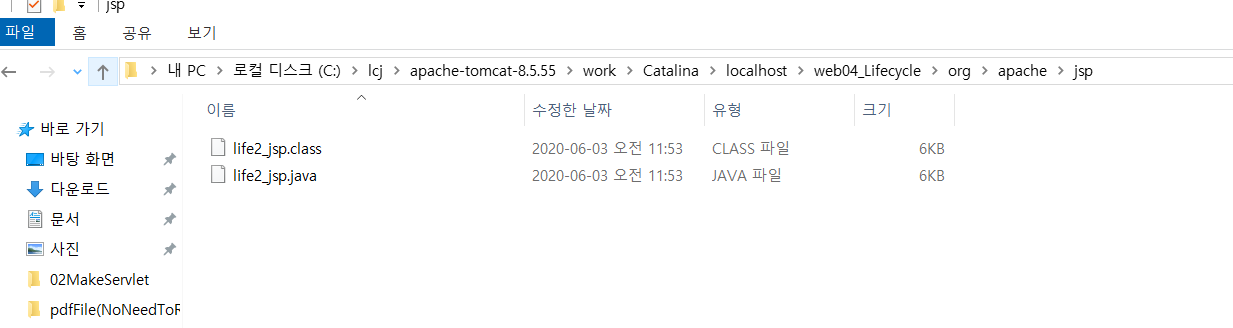 jsp
파일 홈 공유 보기
내 PC > 로컬 디스크 (C:) > lcj > apache-tomcat-8.5.55 > work > Catalina > localhost > web04_Lifecycle > org > apache > jsp
이름 수정한 날짜 유형 크기
바로 가기
바탕 화면
다운로드
문서
사진
02MakeServlet
pdfFile(NoNeedToR
life2_jsp.class 2020-06-03 오전 11:53 CLASS 파일 6KB
life2_jsp.java 2020-06-03 오전 11:53 JAVA 파일 6KB